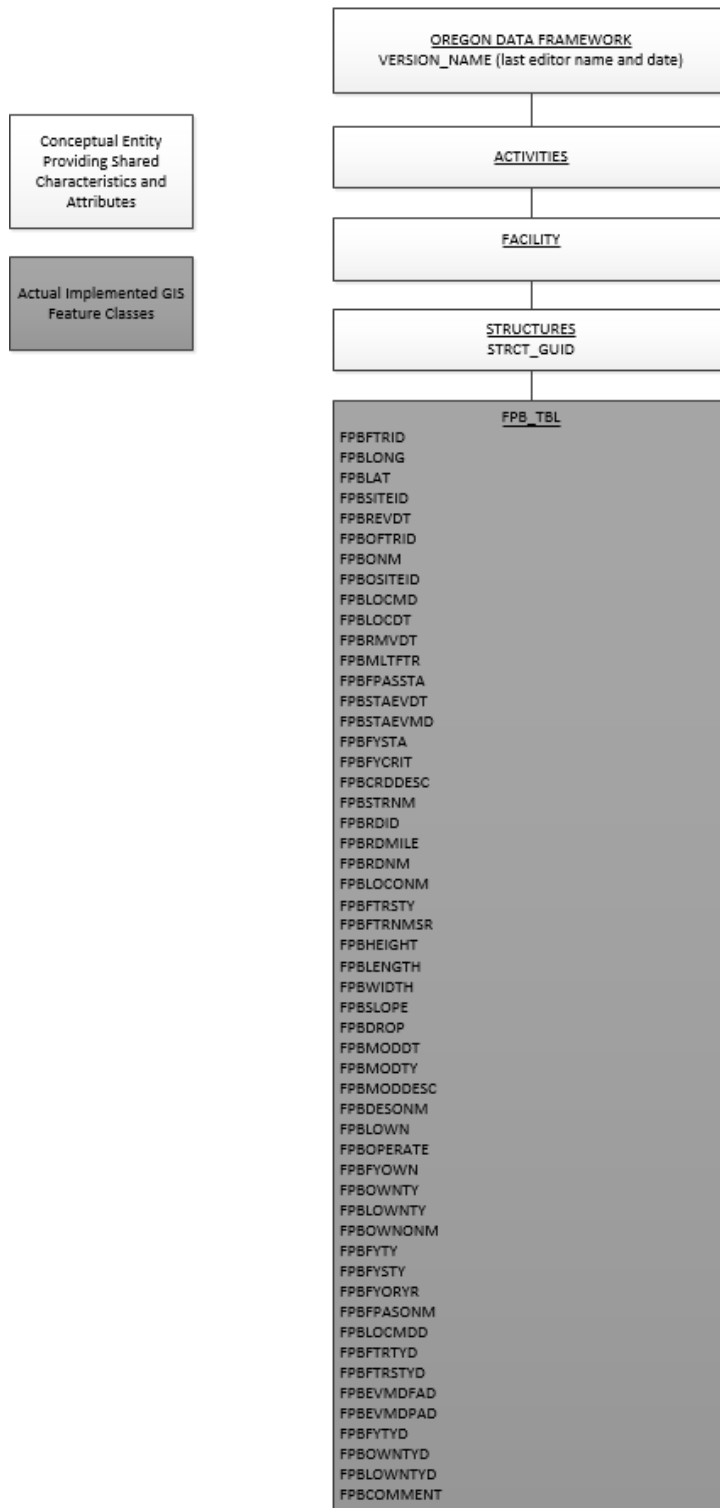 OREGON DATA FRAMEWORK
VERSION_NAME (last editor name and date)
Conceptual Entity
Providing Shared
Characteristics and
Attributes
ACTIVITIES
FACILITY
Actual Implemented GIS
Feature Classes
STRUCTURES
STRCT_GUID
FPB_TBL
FPBFTRID
FPBLONG
FPBLAT
FPBSITEID
FPBREVDT
FPBOFTRID
FPBONM
FPBOSITEID
FPBLOCMD
FPBLOCDT
FPBRMVDT
FPBMLTFTR
FPBFPASSTA
FPBSTAEVDT
FPBSTAEVMD
FPBFYSTA
FPBFYCRIT
FPBCRDDESC
FPBSTRNM
FPBRDID
FPBRDMILE
FPBRDNM
FPBLOCONM
FPBFTRSTY
FPBFTRNMSR
FPBHEIGHT
FPBLENGTH
FPBWIDTH
FPBSLOPE
FPBDROP
FPBMODDT
FPBMODTY
FPBMODDESC
FPBDESONM
FPBLOWN
FPBOPERATE
FPBFYOWN
FPBOWNTY
FPBLOWNTY
FPBOWNONM
FPBFYTY
FPBFYSTY
FPBFYORYR
FPBFPASONM
FPBLOCMDD
FPBFTRTYD
FPBFTRSTYD
FPBEVMDFAD
FPBEVMDPAD
FPBFYTYD
FPBOWNTYD
FPBLOWNTYD
FPBCOMMENT